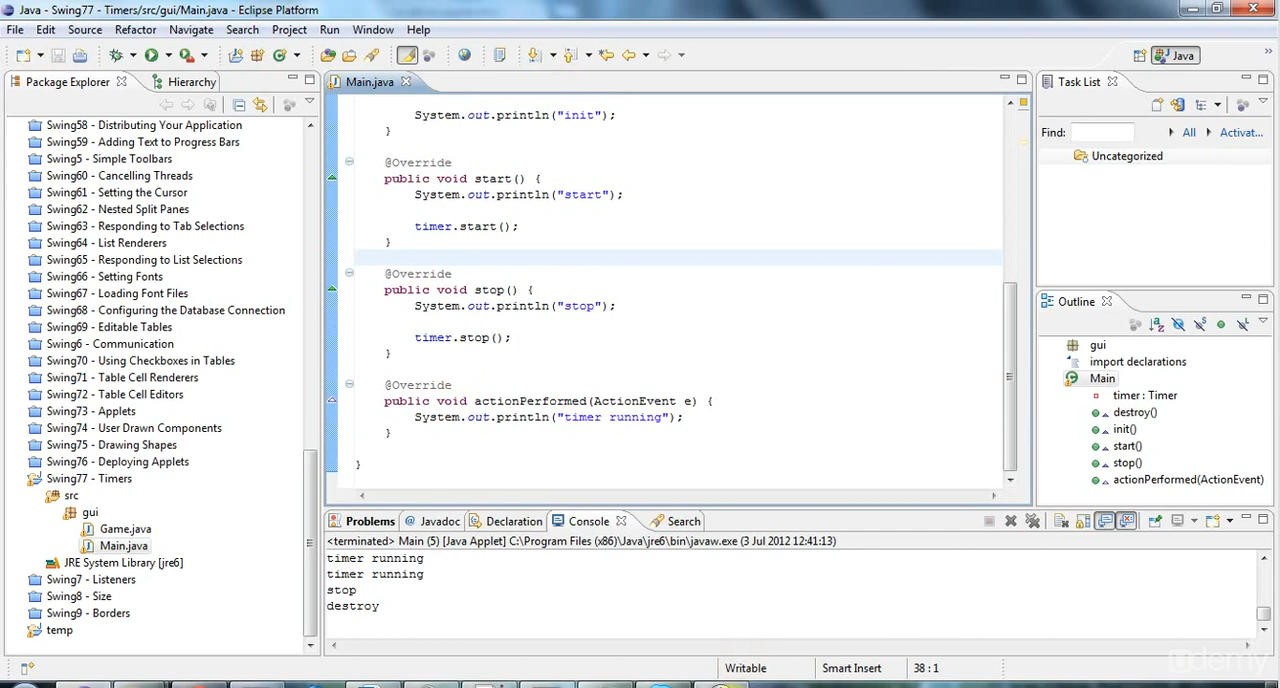 Java - Swing77 - Timers/src/gui/Main.java - Eclipse Platform
File Edit Source Refactor Navigate Search Project Run Window Help
Java
Package Explorer Hierarchy
Swing58 - Distributing Your Application
Swing59 - Adding Text to Progress Bars
Swing5 - Simple Toolbars
Swing60 - Cancelling Threads
Swing61 - Setting the Cursor
Swing62 - Nested Split Panes
Swing63 - Responding to Tab Selections
Swing64 - List Renderers
Swing65 - Responding to List Selections
Swing66 - Setting Fonts
Swing67 - Loading Font Files
Swing68 - Configuring the Database Connection
Swing69 - Editable Tables
Swing6 - Communication
Swing70 - Using Checkboxes in Tables
Swing71 - Table Cell Renderers
Swing72 - Table Cell Editors
Swing73 - Applets
Swing74 - User Drawn Components
Swing75 - Drawing Shapes
Swing76 - Deploying Applets
Swing77 - Timers
src
gui
Game.java
Main.java
JRE System Library [jre6]
Swing7 - Listeners
Swing8 - Size
Swing9 - Borders
temp
Main.java
System.out.println("init");
}
@Override
public void start() {
System.out.println("start");
timer.start();
}
@Override
public void stop() {
System.out.println("stop");
timer.stop();
}
@Override
public void actionPerformed(ActionEvent e) {
System.out.println("timer running");
}
}
Task List
Find: All Activat...
Uncategorized
Outline
gui
import declarations
Main
timer : Timer
destroy()
init()
start()
stop()
actionPerformed(ActionEvent)
Problems Javadoc Declaration Console Search
<terminated> Main (5) [Java Applet] C:\Program Files (x86)\Java\jre6\bin\javaw.exe (3 Jul 2012 12:41:13)
timer running
timer running
stop
destroy
Writable Smart Insert 38 : 1
udemy